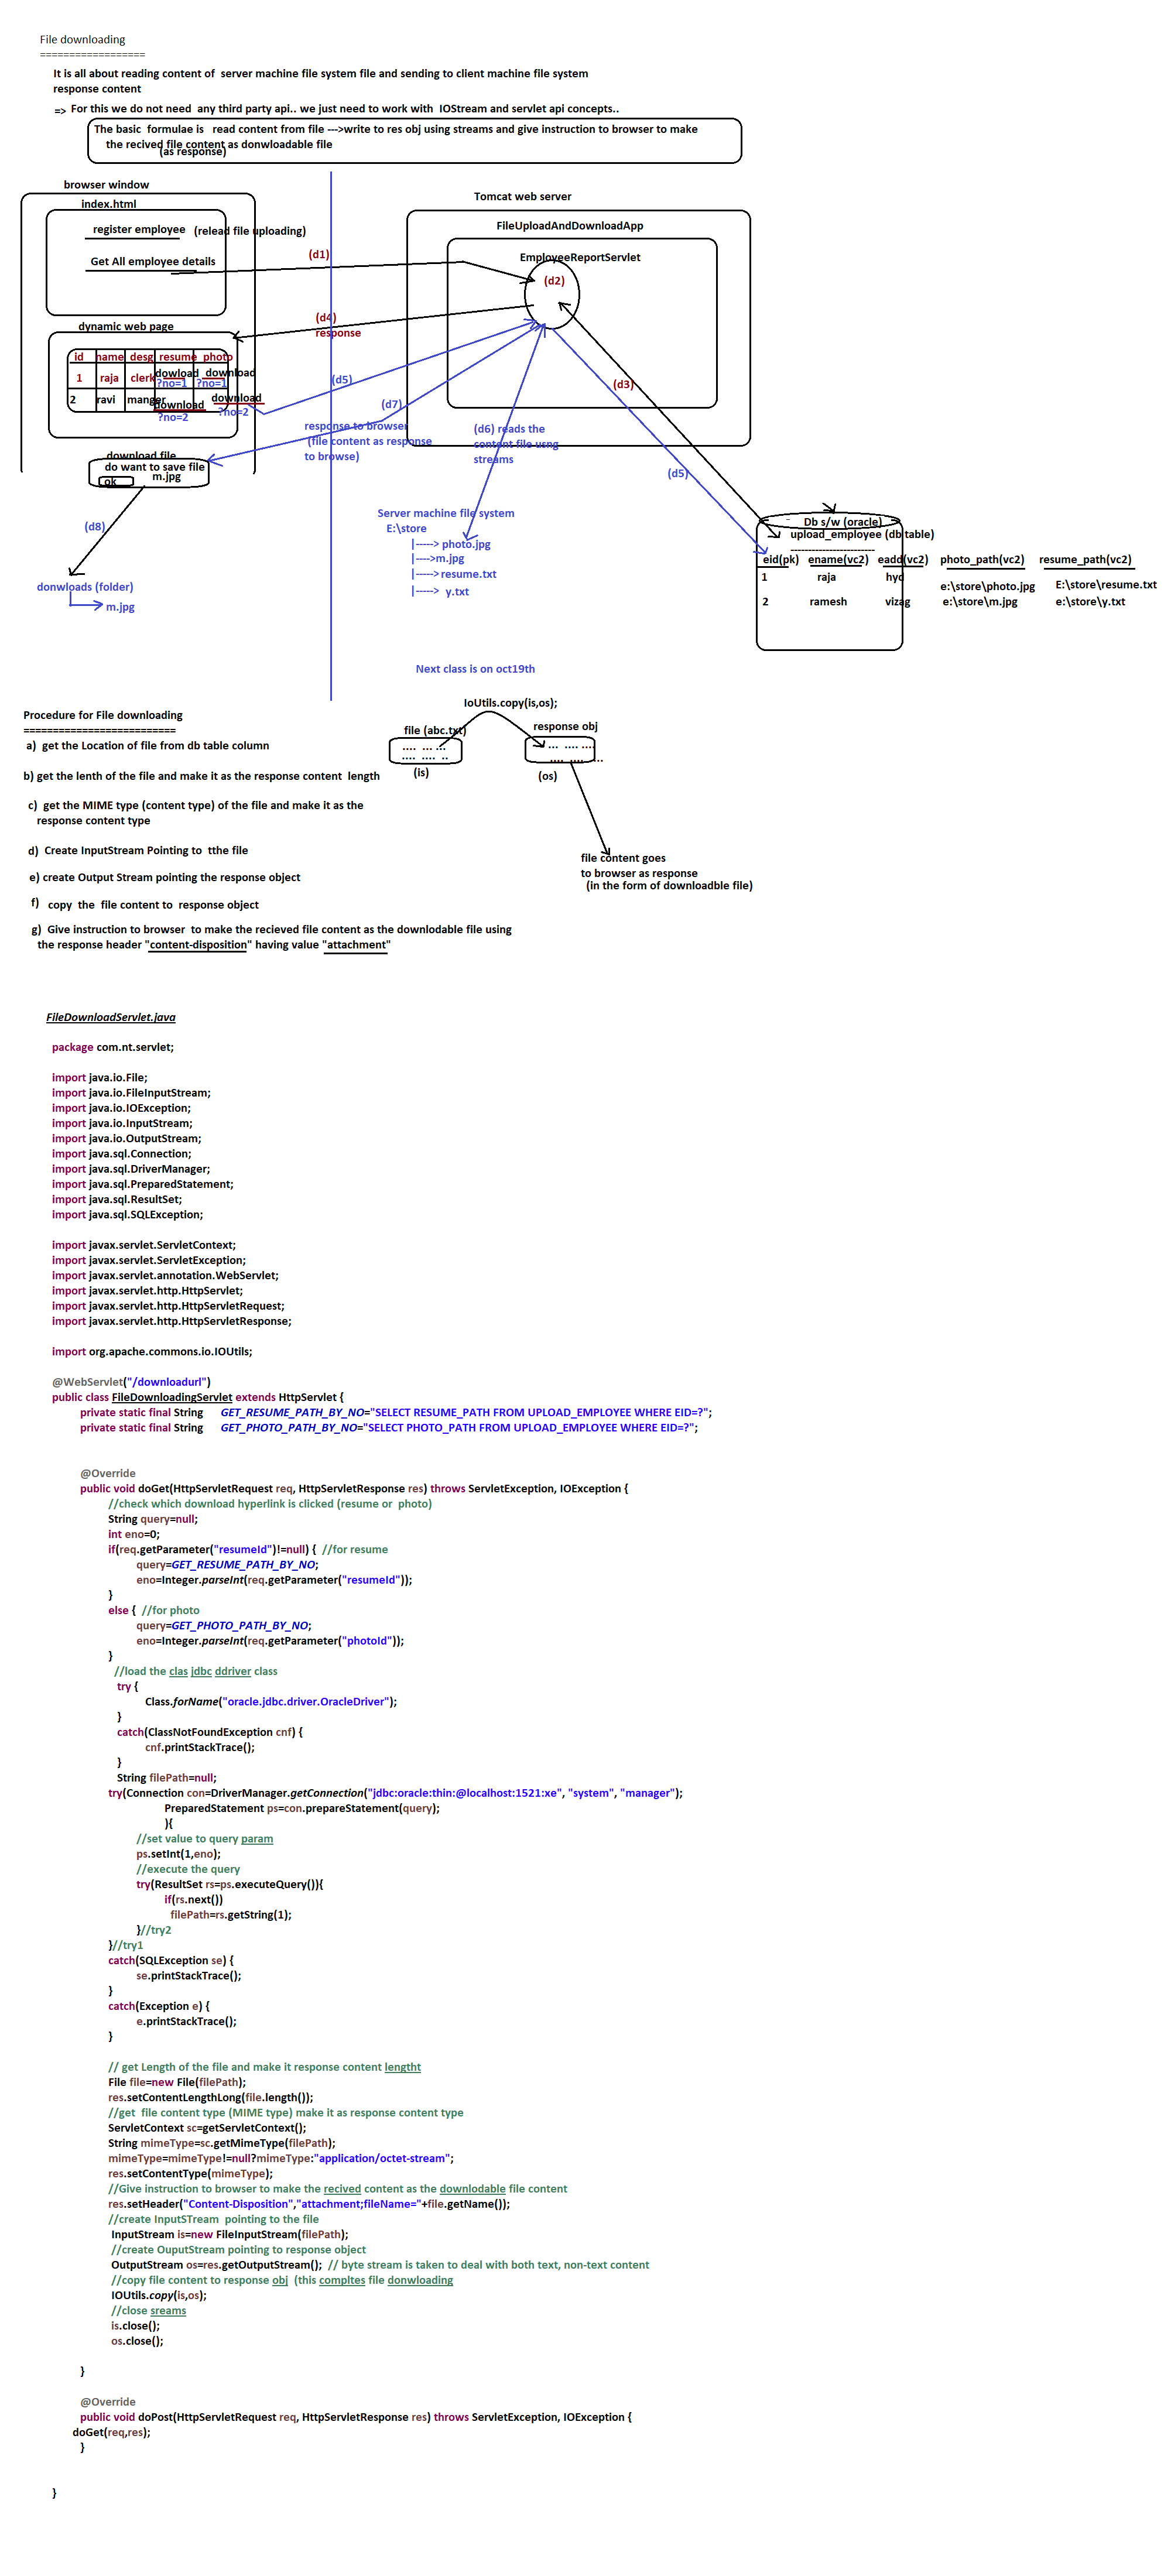 File downloading
==================
It is all about reading content of  server machine file system file and sending to client machine file system
response content
=> For this we do not need  any third party api.. we just need to work with  IOStream and servlet api concepts..
The basic  formulae is   read content from file --->write to res obj using streams and give instruction to browser to make
the recived file content as donwloadable file
(as response)
browser window
index.html
register employee   (relead file uploading)
Get All employee details
Tomcat web server
FileUploadAndDownloadApp
EmployeeReportServlet
(d1)
(d2)
(d4)
response
(d3)
dynamic web page
id name desg resume photo
1 raja clerk dowload download
?no=1 ?no=1
2 ravi manger download download
?no=2 ?no=2
(d5)
(d7)
response to browser
(file content as response
to browse)
(d6) reads the
content file usng
streams
(d5)
download file
do want to save file
ok m.jpg
(d8)
donwloads (folder)
m.jpg
Server machine file system
E:\store
|-----> photo.jpg
|---->m.jpg
|----->resume.txt
|-----> y.txt
Db s/w (oracle)
upload_employee (db table)
------------------------
eid(pk) ename(vc2) eadd(vc2) photo_path(vc2) resume_path(vc2)
1 raja hyd e:\store\photo.jpg E:\store\resume.txt
2 ramesh vizag e:\store\m.jpg e:\store\y.txt
Next class is on oct19th
Procedure for File downloading
==========================
a)  get the Location of file from db table column
b) get the lenth of the file and make it as the response content  length
c)  get the MIME type (content type) of the file and make it as the
response content type
d)  Create InputStream Pointing to  tthe file
e) create Output Stream pointing the response object
f)   copy  the  file content to  response object
g)  Give instruction to browser  to make the recieved file content as the downlodable file using
the response header "content-disposition" having value "attachment"
IoUtils.copy(is,os);
file (abc.txt)
response obj
.... ... ...
.... .... ..
... .... ....
.... .... ...
(is)
(os)
file content goes
to browser as response
(in the form of downloadble file)
FileDownloadServlet.java
package com.nt.servlet;
import java.io.File;
import java.io.FileInputStream;
import java.io.IOException;
import java.io.InputStream;
import java.io.OutputStream;
import java.sql.Connection;
import java.sql.DriverManager;
import java.sql.PreparedStatement;
import java.sql.ResultSet;
import java.sql.SQLException;
import javax.servlet.ServletContext;
import javax.servlet.ServletException;
import javax.servlet.annotation.WebServlet;
import javax.servlet.http.HttpServlet;
import javax.servlet.http.HttpServletRequest;
import javax.servlet.http.HttpServletResponse;
import org.apache.commons.io.IOUtils;
@WebServlet("/downloadurl")
public class FileDownloadingServlet extends HttpServlet {
private static final String GET_RESUME_PATH_BY_NO="SELECT RESUME_PATH FROM UPLOAD_EMPLOYEE WHERE EID=?";
private static final String GET_PHOTO_PATH_BY_NO="SELECT PHOTO_PATH FROM UPLOAD_EMPLOYEE WHERE EID=?";
@Override
public void doGet(HttpServletRequest req, HttpServletResponse res) throws ServletException, IOException {
//check which download hyperlink is clicked (resume or  photo)
String query=null;
int eno=0;
if(req.getParameter("resumeId")!=null) {  //for resume
query=GET_RESUME_PATH_BY_NO;
eno=Integer.parseInt(req.getParameter("resumeId"));
}
else {  //for photo
query=GET_PHOTO_PATH_BY_NO;
eno=Integer.parseInt(req.getParameter("photoId"));
}
//load the clas jdbc ddriver class
try {
Class.forName("oracle.jdbc.driver.OracleDriver");
}
catch(ClassNotFoundException cnf) {
cnf.printStackTrace();
}
String filePath=null;
try(Connection con=DriverManager.getConnection("jdbc:oracle:thin:@localhost:1521:xe", "system", "manager");
PreparedStatement ps=con.prepareStatement(query);
){
//set value to query param
ps.setInt(1,eno);
//execute the query
try(ResultSet rs=ps.executeQuery()){
if(rs.next())
filePath=rs.getString(1);
}//try2
}//try1
catch(SQLException se) {
se.printStackTrace();
}
catch(Exception e) {
e.printStackTrace();
}
// get Length of the file and make it response content lenght
File file=new File(filePath);
res.setContentLengthLong(file.length());
//get  file content type (MIME type) make it as response content type
ServletContext sc=getServletContext();
String mimeType=sc.getMimeType(filePath);
mimeType=mimeType!=null?mimeType:"application/octet-stream";
res.setContentType(mimeType);
//Give instruction to browser to make the recived content as the downlodable file content
res.setHeader("Content-Disposition","attachment;fileName="+file.getName());
//create InputSTream  pointing to the file
InputStream is=new FileInputStream(filePath);
//create OuputStream pointing to response object
OutputStream os=res.getOutputStream();  // byte stream is taken to deal with both text, non-text content
//copy file content to response obj  (this compltes file donwloading
IOUtils.copy(is,os);
//close sreams
is.close();
os.close();
}
@Override
public void doPost(HttpServletRequest req, HttpServletResponse res) throws ServletException, IOException {
doGet(req,res);
}
}